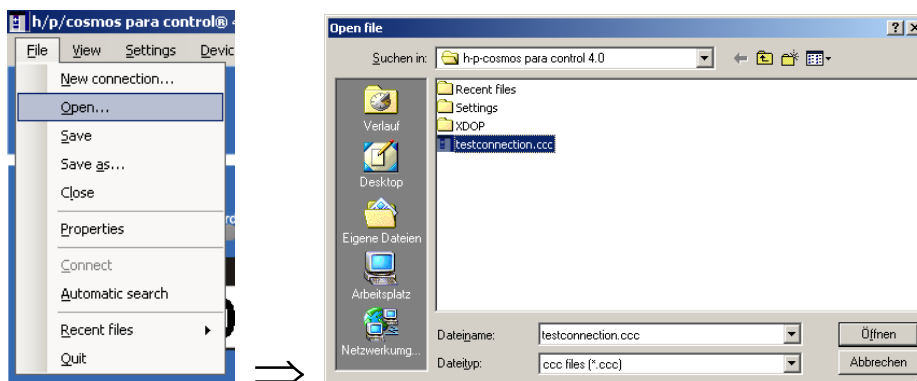 h/p/cosmos para control® 4
File View Settings Devic
New connection...
Open...
Save
Save as...
Close
Properties
Connect
Automatic search
Recent files
Quit
Open file
Suchen in: h-p-cosmos para control 4.0
Verlauf
Desktop
Eigene Dateien
Arbeitsplatz
Netzwerkumg...
Recent files
Settings
XDOP
testconnection.ccc
Dateiname: testconnection.ccc Öffnen
Dateityp: ccc files (*.ccc) Abbrechen